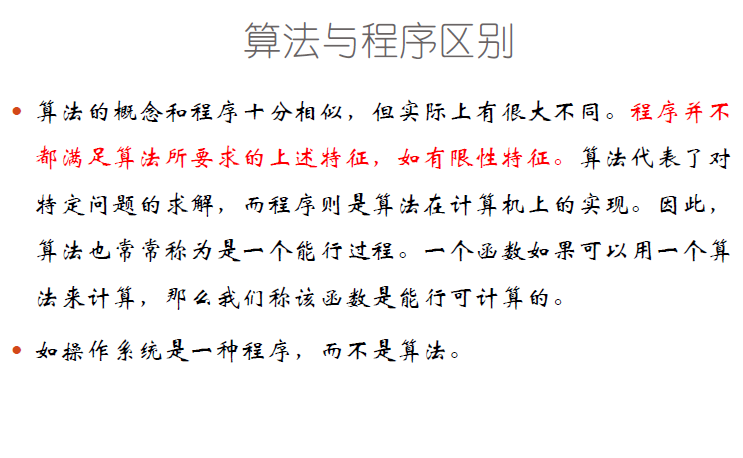 算法与程序区别
• 算法的概念和程序十分相似，但实际上有很大不同。程序并不
都满足算法所要求的上述特征，如有限性特征。算法代表了对
特定问题的求解，而程序则是算法在计算机上的实现。因此，
算法也常常称为是一个能行过程。一个函数如果可以用一个算
法来计算，那么我们称该函数是能行可计算的。
• 如操作系统是一种程序，而不是算法。